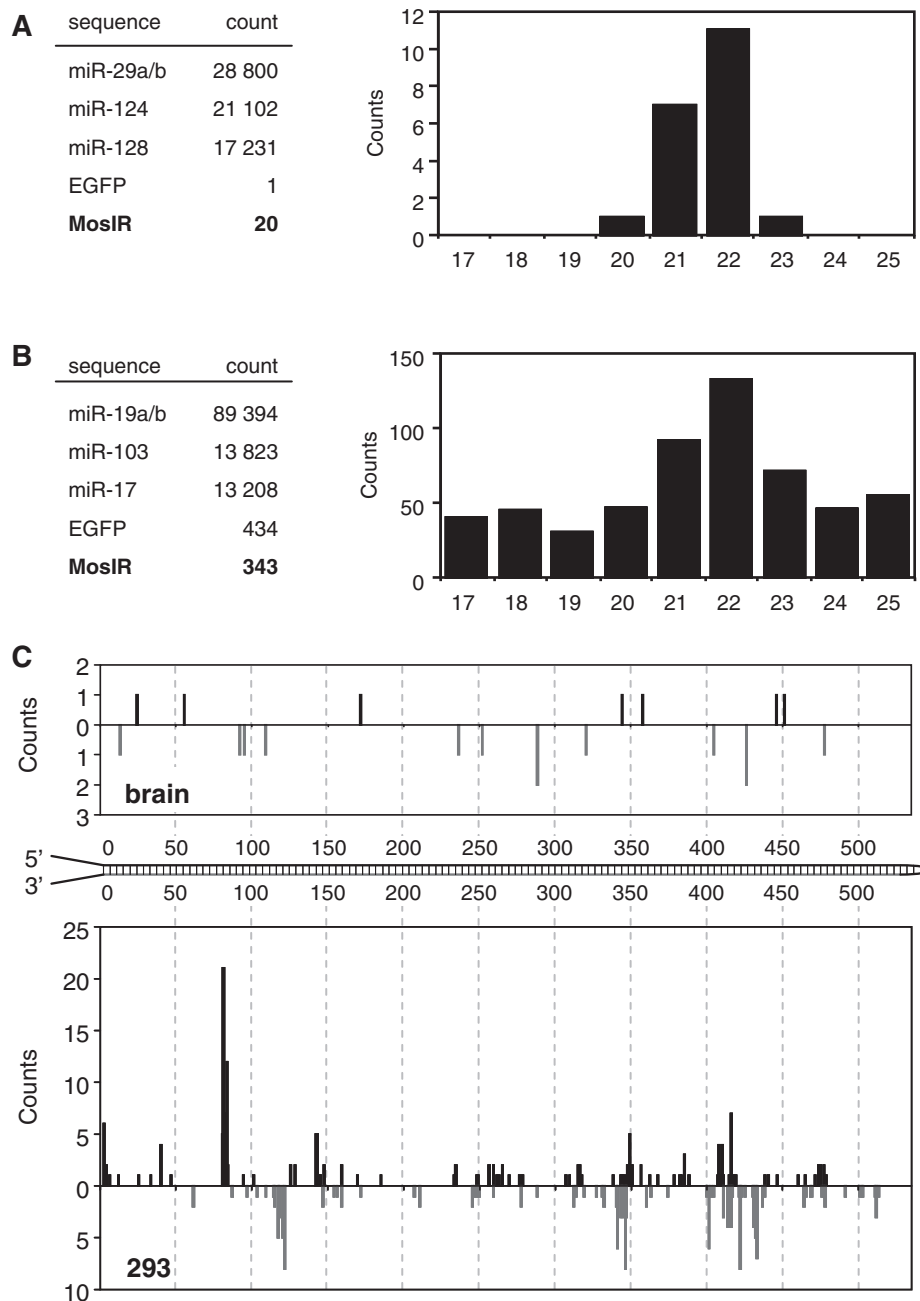 A
sequence count
miR-29a/b 28 800
miR-124 21 102
miR-128 17 231
EGFP 1
MosIR 20
Counts
12
10
8
6
4
2
0
17 18 19 20 21 22 23 24 25
B
sequence count
miR-19a/b 89 394
miR-103 13 823
miR-17 13 208
EGFP 434
MosIR 343
Counts
150
100
50
0
17 18 19 20 21 22 23 24 25
C
Counts
2
1
0
1
2
3
brain
0 50 100 150 200 250 300 350 400 450 500
5'
3'
0 50 100 150 200 250 300 350 400 450 500
Counts
25
20
15
10
5
0
5
10
293